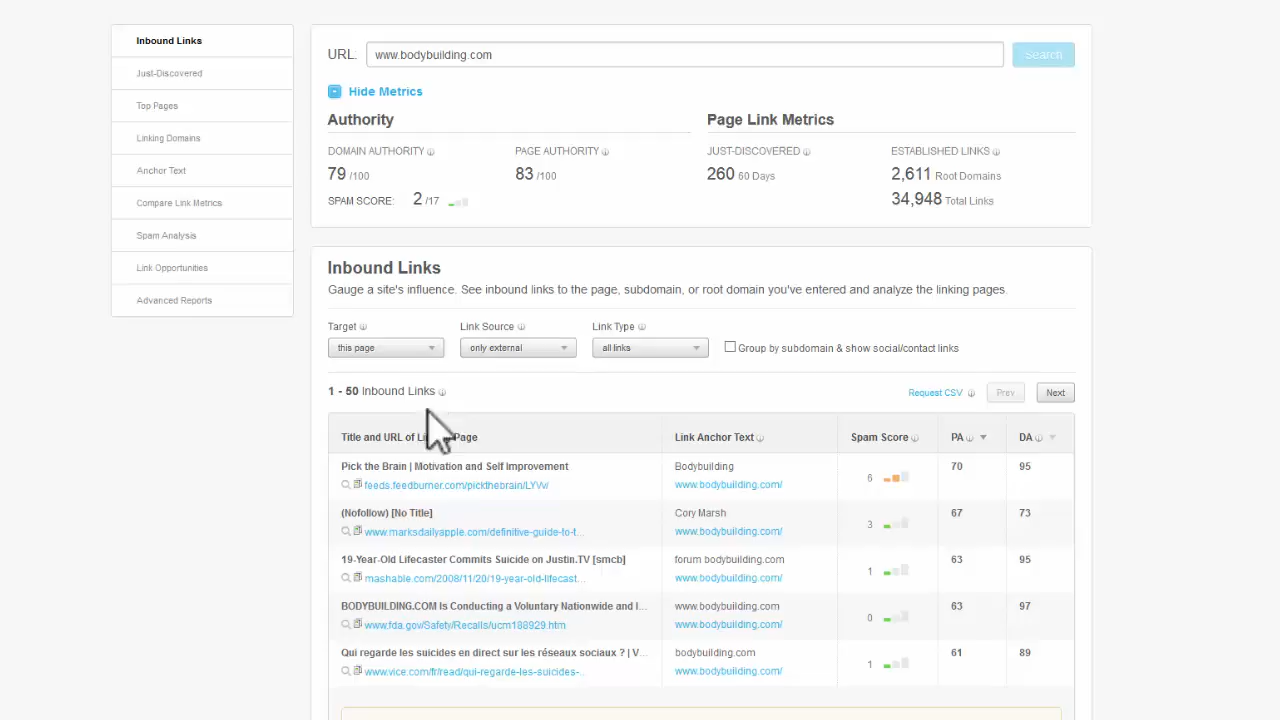 Inbound Links
Just-Discovered
Top Pages
Linking Domains
Anchor Text
Compare Link Metrics
Spam Analysis
Link Opportunities
Advanced Reports
URL: www.bodybuilding.com Search
Hide Metrics
Authority Page Link Metrics
DOMAIN AUTHORITY PAGE AUTHORITY JUST-DISCOVERED ESTABLISHED LINKS
79 /100 83 /100 260 60 Days 2,611 Root Domains
SPAM SCORE: 2 /17 34,948 Total Links
Inbound Links
Gauge a site's influence. See inbound links to the page, subdomain, or root domain you've entered and analyze the linking pages.
Target Link Source Link Type
this page only external all links Group by subdomain & show social/contact links
1 - 50 Inbound Links Request CSV Prev Next
Title and URL of Page Link Anchor Text Spam Score PA DA
Pick the Brain | Motivation and Self Improvement Bodybuilding 70 95
feeds.feedburner.com/pickthebrain/LYVv/ www.bodybuilding.com/ 6
(Nofollow) [No Title] Cory Marsh 67 73
www.marksdailyapple.com/definitive-guide-to-t... www.bodybuilding.com/ 3
19-Year-Old Lifecaster Commits Suicide on Justin.TV [smcb] forum bodybuilding.com 63 95
mashable.com/2008/11/20/19-year-old-lifecast... www.bodybuilding.com/ 1
BODYBUILDING.COM Is Conducting a Voluntary Nationwide and I... www.bodybuilding.com 63 97
www.fda.gov/Safety/Recalls/ucm188929.htm www.bodybuilding.com/ 0
Qui regarde les suicides en direct sur les réseaux sociaux ? | V... bodybuilding.com 61 89
www.vice.com/fr/read/qui-regarde-les-suicides-... www.bodybuilding.com/ 1